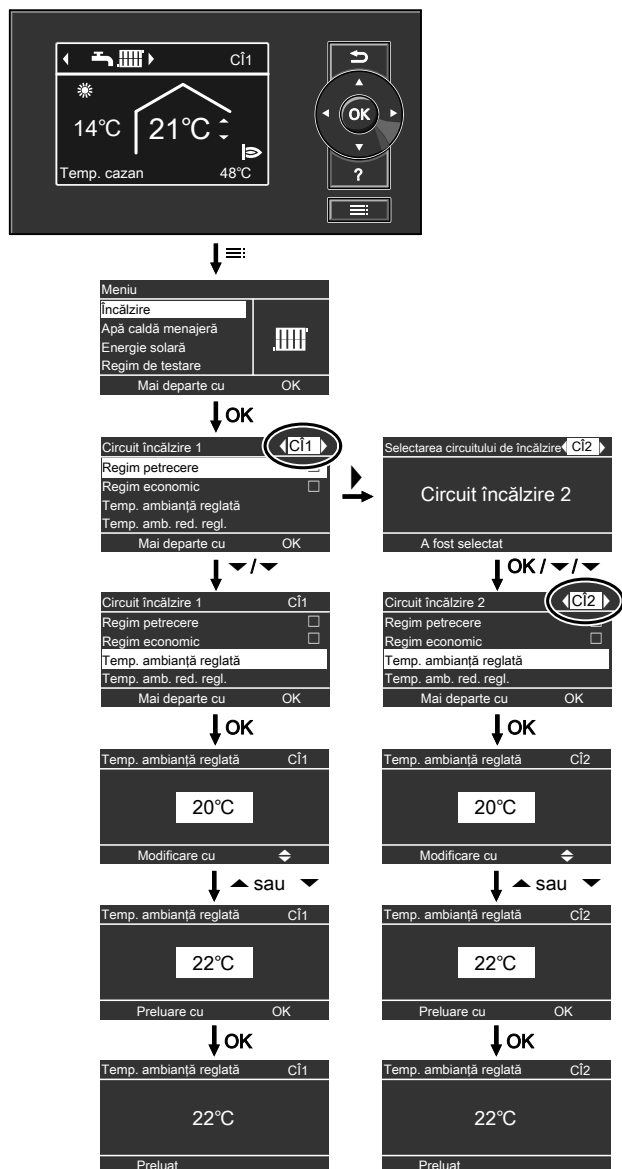 CÎ1
14°C 21°C
Temp. cazan 48°C
OK
?
Meniu
Încălzire
Apă caldă menajeră
Energie solară
Regim de testare
Mai departe cu OK
OK
Circuit încălzire 1 CÎ1
Regim petrecere
Regim economic
Temp. ambianță reglată
Temp. amb. red. regl.
Mai departe cu OK
Selectarea circuitului de încălzire CÎ2
Circuit încălzire 2
A fost selectat
/
OK / /
Circuit încălzire 1 CÎ1
Regim petrecere
Regim economic
Temp. ambianță reglată
Temp. amb. red. regl.
Mai departe cu OK
Circuit încălzire 2 CÎ2
Regim petrecere
Regim economic
Temp. ambianță reglată
Temp. amb. red. regl.
Mai departe cu OK
OK
OK
Temp. ambianță reglată CÎ1
20°C
Modificare cu
Temp. ambianță reglată CÎ2
20°C
Modificare cu
sau
sau
Temp. ambianță reglată CÎ1
22°C
Preluare cu OK
Temp. ambianță reglată CÎ2
22°C
Preluare cu OK
OK
OK
Temp. ambianță reglată CÎ1
22°C
Preluat
Temp. ambianță reglată CÎ2
22°C
Preluat